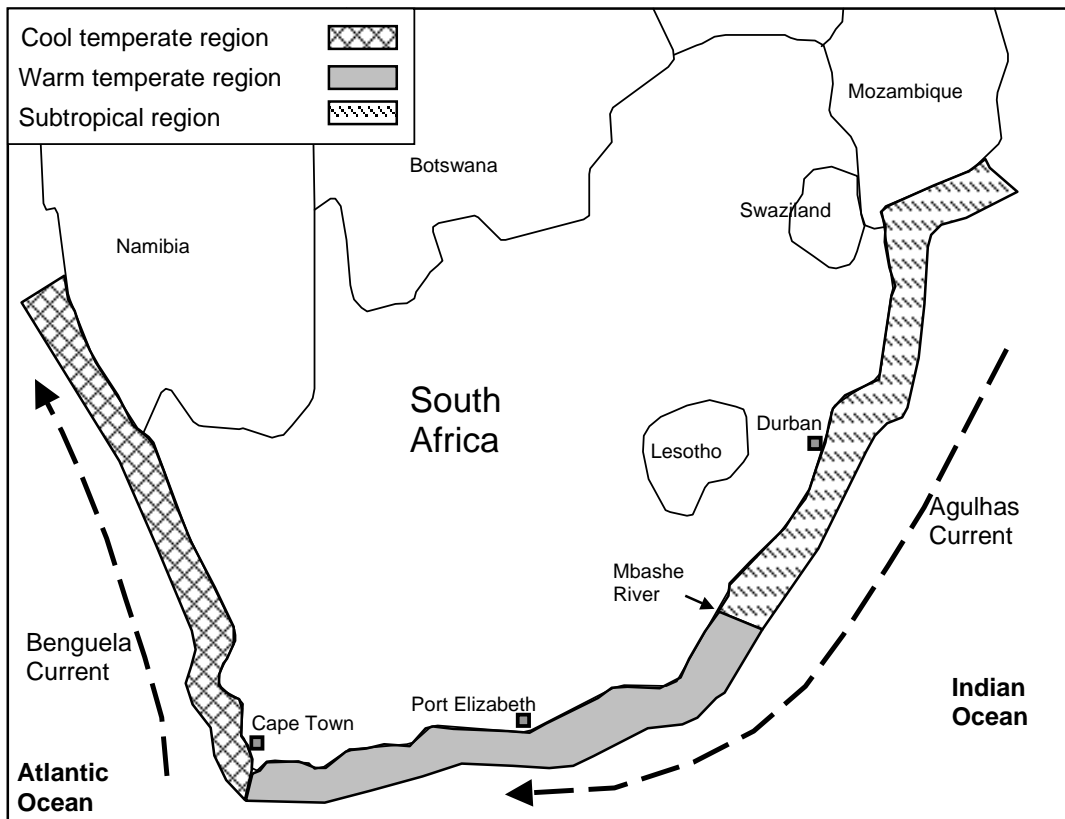 Cool temperate region
Warm temperate region
Subtropical region
Mozambique
Botswana
Swaziland
Namibia
South
Africa
Durban
Lesotho
Agulhas
Current
Mbashe
River
Benguela
Current
Port Elizabeth
Cape Town
Indian
Ocean
Atlantic
Ocean